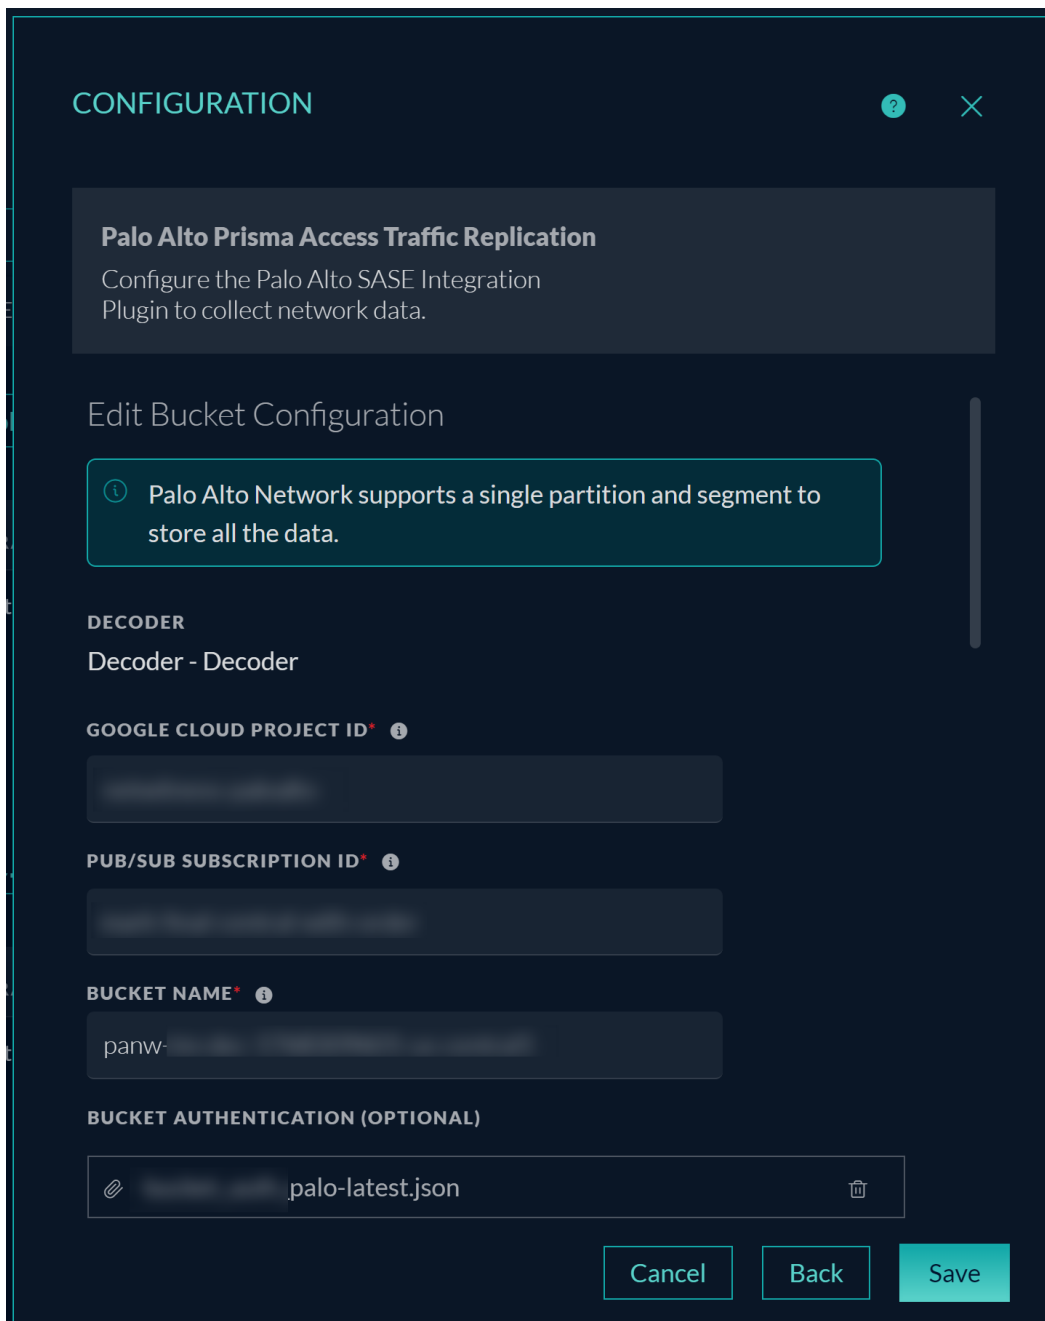 CONFIGURATION
?
Palo Alto Prisma Access Traffic Replication
Configure the Palo Alto SASE Integration
Plugin to collect network data.
Edit Bucket Configuration
Palo Alto Network supports a single partition and segment to
store all the data.
DECODER
Decoder - Decoder
GOOGLE CLOUD PROJECT ID*
PUB/SUB SUBSCRIPTION ID*
BUCKET NAME*
panw-
BUCKET AUTHENTICATION (OPTIONAL)
_palo-latest.json
Cancel Back Save